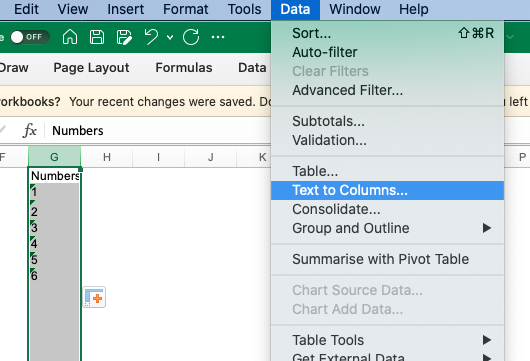 Edit View Insert Format Tools Data Window Help
OFF
Draw Page Layout Formulas Data
orkbooks? Your recent changes were saved. Do
left
fx Numbers
F G H I J K P
Numbers
1
2
3
4
5
6
Sort... ⇧⌘R
Auto-filter
Clear Filters
Advanced Filter...
Subtotals...
Validation...
Table...
Text to Columns...
Consolidate...
Group and Outline
Summarise with Pivot Table
Chart Source Data...
Chart Add Data...
Table Tools
Get External Data